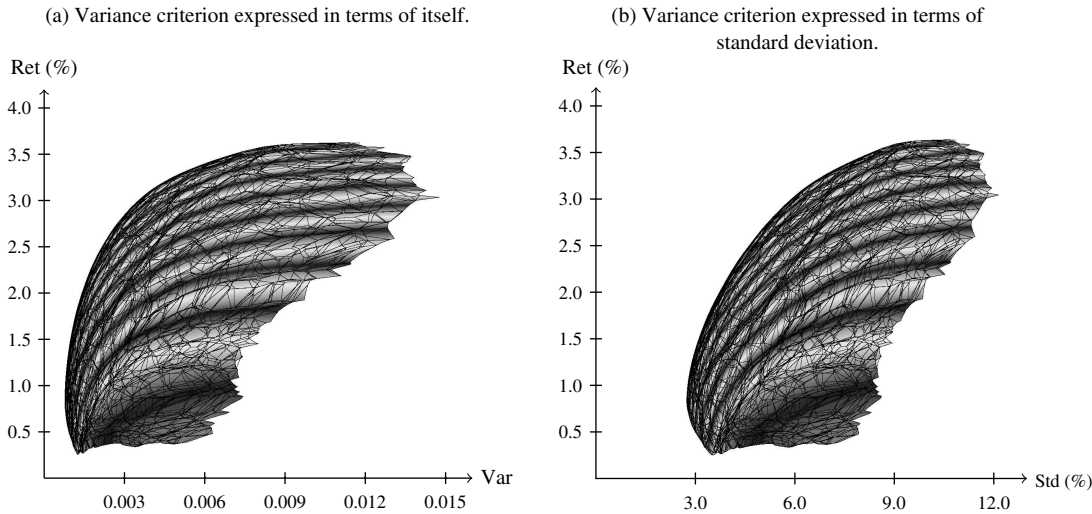 (a) Variance criterion expressed in terms of itself.
Ret (%)
4.0
3.5
3.0
2.5
2.0
1.5
1.0
0.5
0.003 0.006 0.009 0.012 0.015
Var
(b) Variance criterion expressed in terms of
standard deviation.
Ret (%)
4.0
3.5
3.0
2.5
2.0
1.5
1.0
0.5
3.0 6.0 9.0 12.0
Std (%)